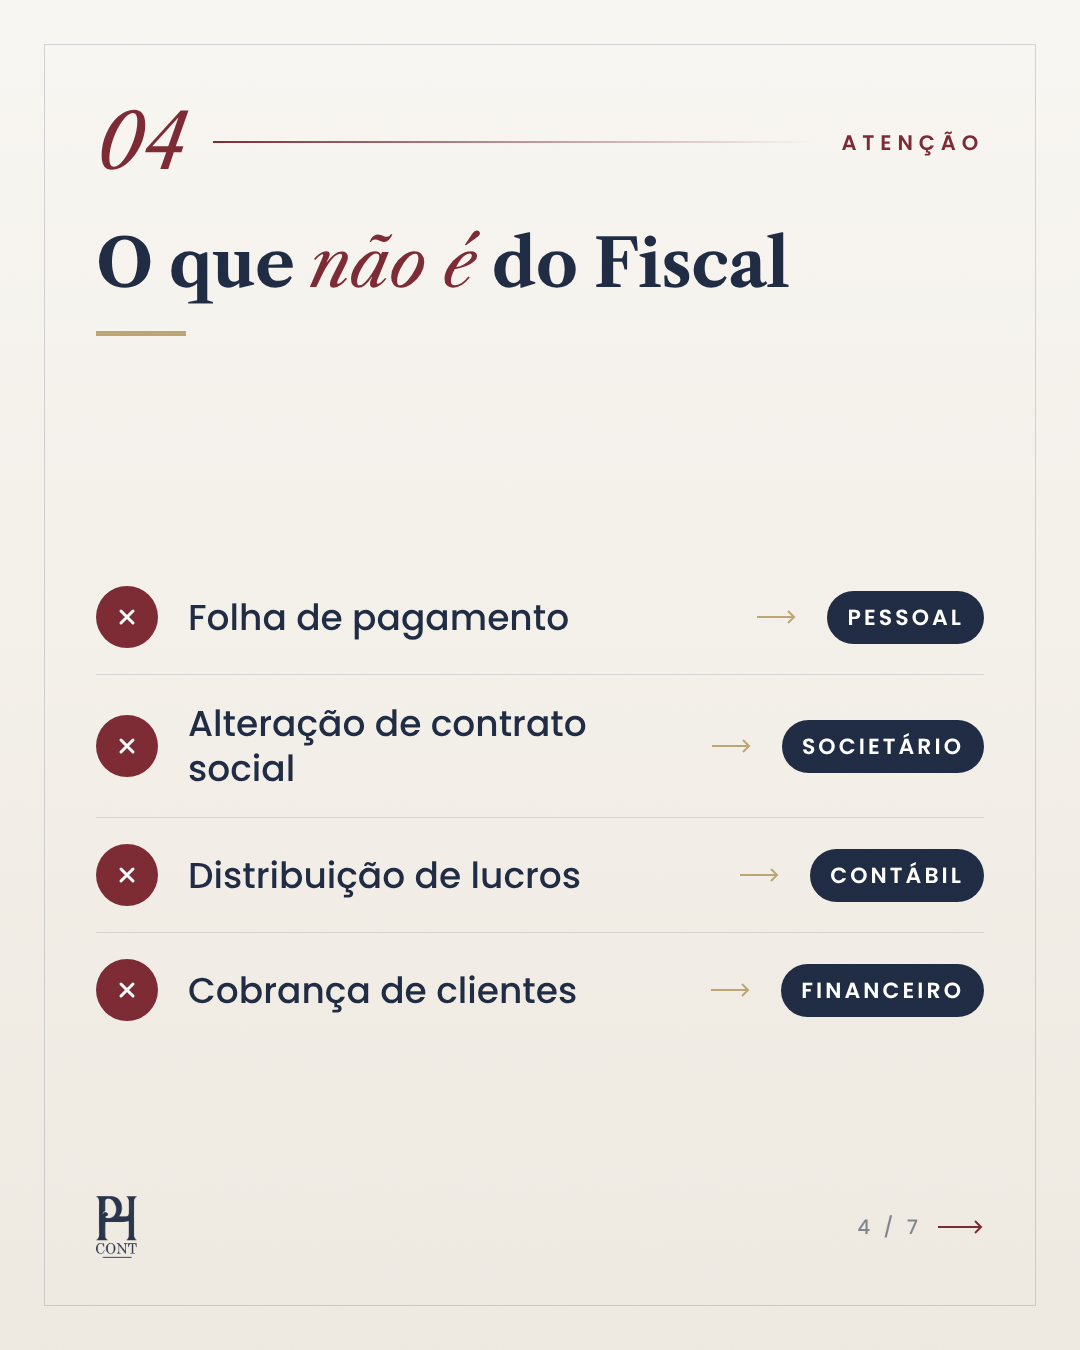 04
ATENÇÃO
O que não é do Fiscal
Folha de pagamento
PESSOAL
Alteração de contrato
social
SOCIETÁRIO
Distribuição de lucros
CONTÁBIL
Cobrança de clientes
FINANCEIRO
PH
CONT
4 / 7